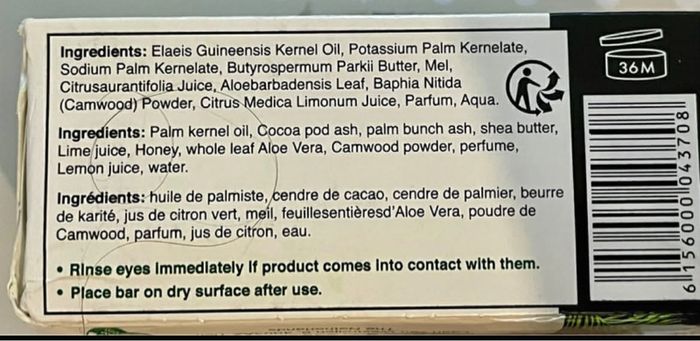 Ingredients: Elaeis Guineensis Kernel Oil, Potassium Palm Kernelate,
Sodium Palm Kernelate, Butyrospermum Parkii Butter, Mel,
Citrusaurantifolia Juice, Aloebarbadensis Leaf, Baphia Nitida
(Camwood) Powder, Citrus Medica Limonum Juice, Parfum, Aqua.
36M
Ingredients: Palm kernel oil, Cocoa pod ash, palm bunch ash, shea butter,
Lime juice, Honey, whole leaf Aloe Vera, Camwood powder, perfume,
Lemon juice, water.
Ingrédients: huile de palmiste, cendre de cacao, cendre de palmier, beurre
de karité, jus de citron vert, meil, feuillesentièresd'Aloe Vera, poudre de
Camwood, parfum, jus de citron, eau.
• Rinse eyes immediately if product comes into contact with them.
• Place bar on dry surface after use.
6 156000 043708